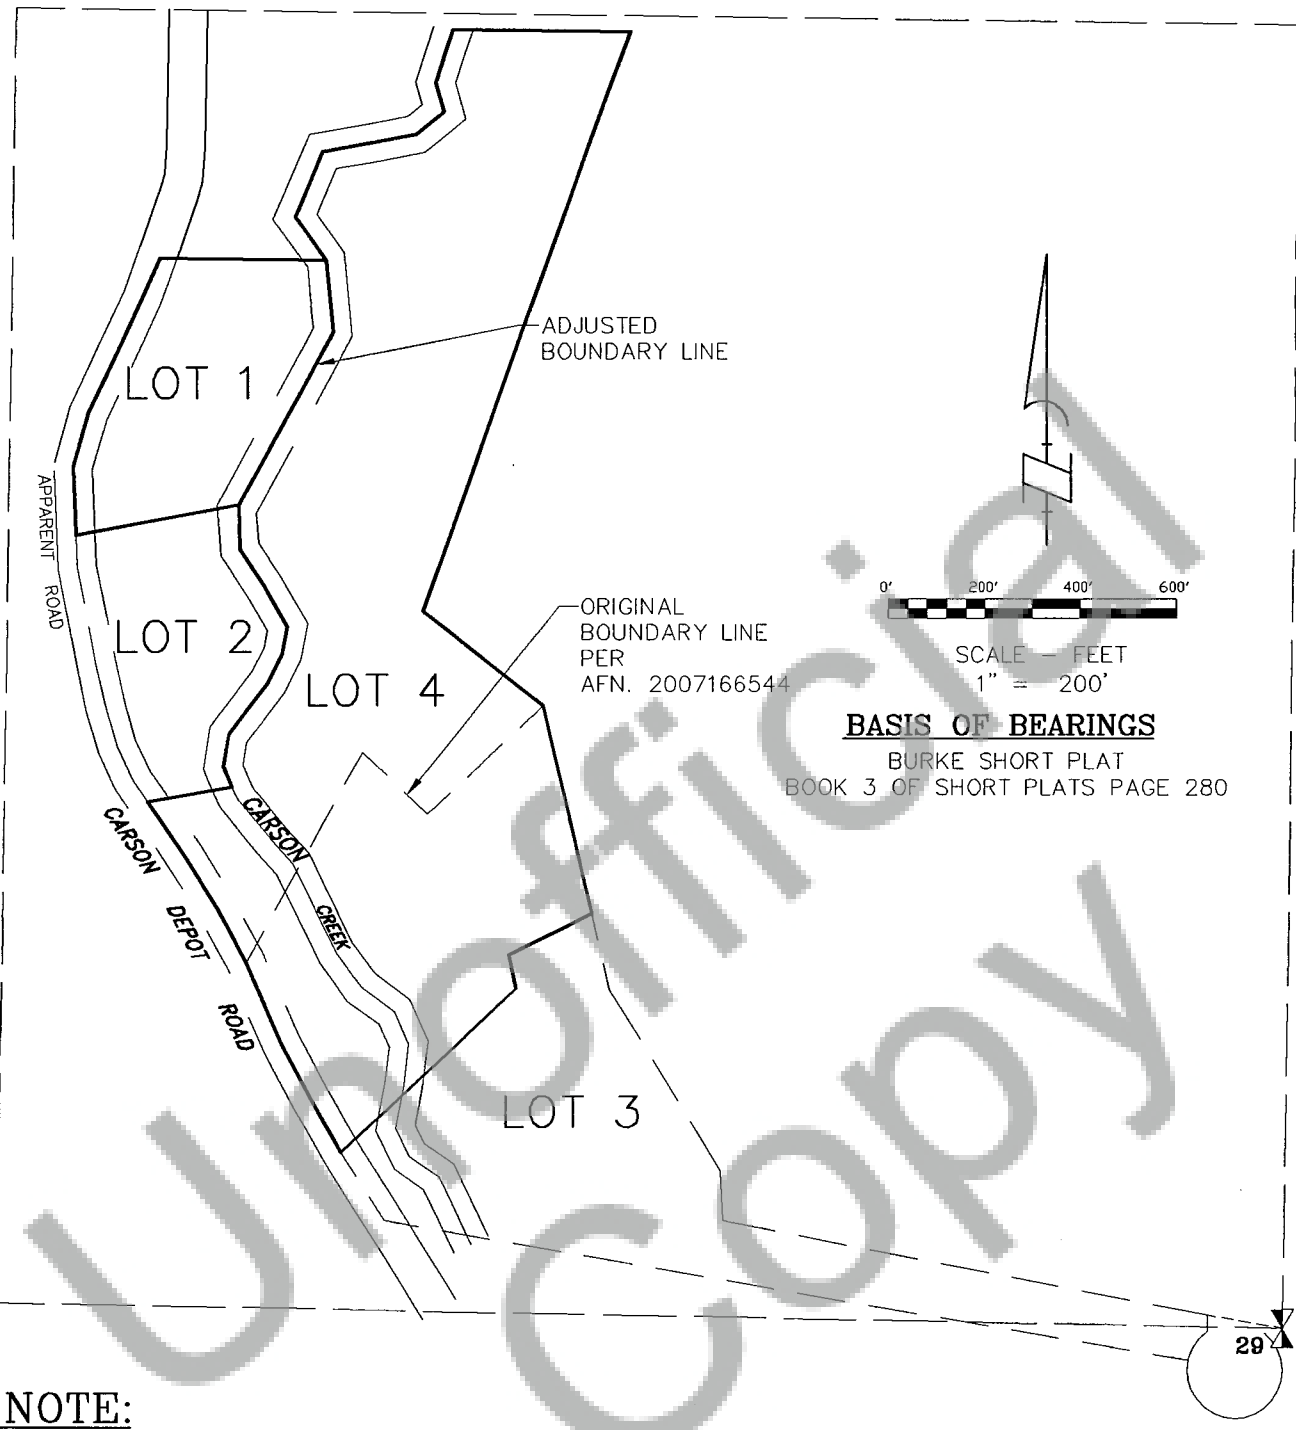 ADJUSTED
BOUNDARY LINE
LOT 1
APPARENT ROAD
0' 200' 400' 600'
SCALE - FEET
1" = 200'
ORIGINAL
BOUNDARY LINE
PER
AFN. 2007166544
LOT 2
LOT 4
BASIS OF BEARINGS
BURKE SHORT PLAT
BOOK 3 OF SHORT PLATS PAGE 280
CARSON CREEK
CARSON DEPOT ROAD
LOT 3
29
NOTE:
Unofficial
Copy